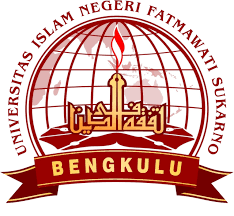 UNIVERSITAS ISLAM NEGERI FATMAWATI SUKARNO
BENGKULU